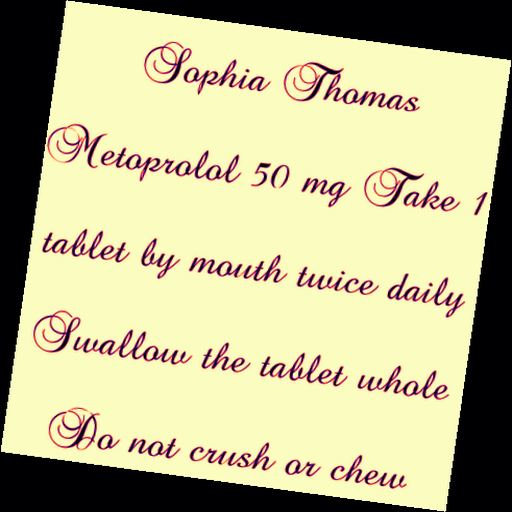 Sophia Thomas
Metoprolol 50 mg Take 1
tablet by mouth twice daily
Swallow the tablet whole
Do not crush or chew